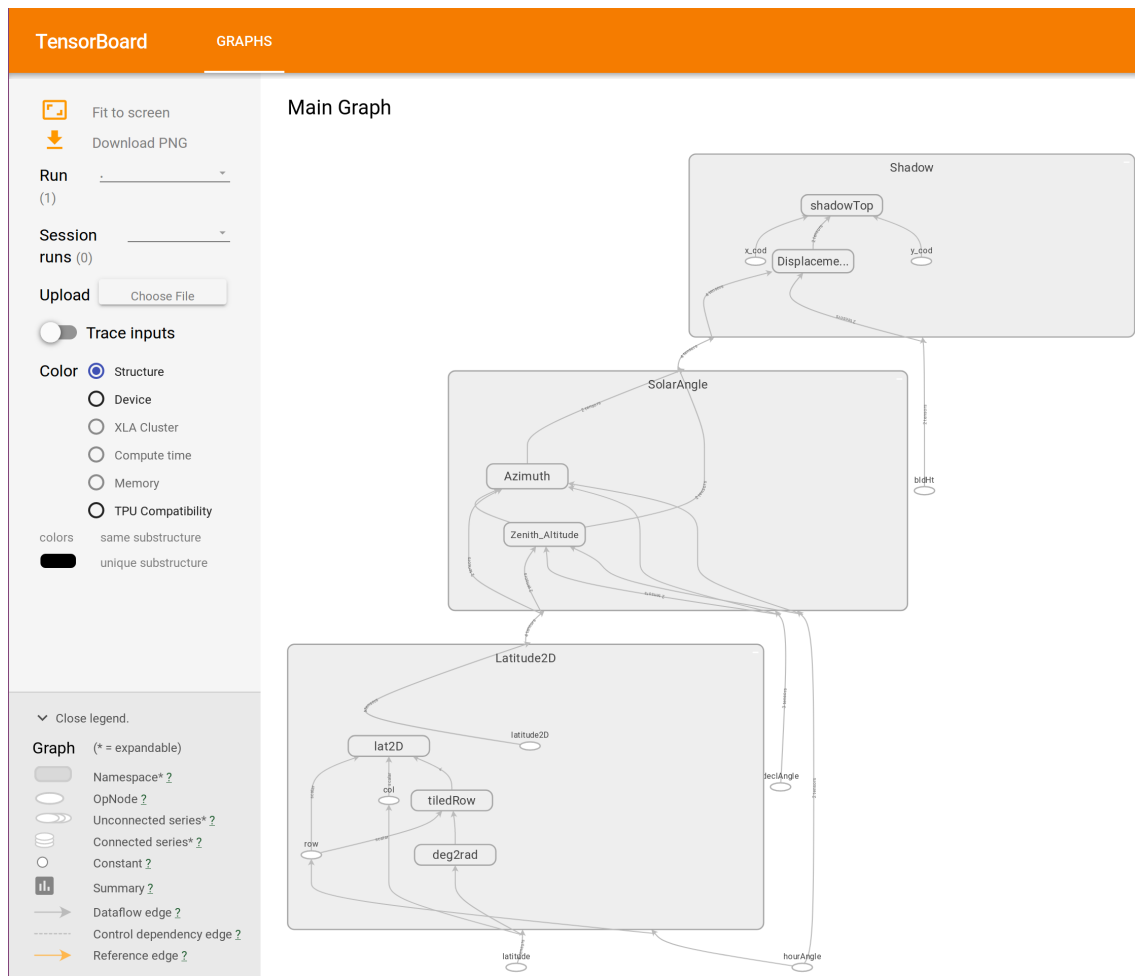 TensorBoard
GRAPHS
Fit to screen
Download PNG
Run
(1)
.
Session
runs (0)
Upload
Choose File
Trace inputs
Color
Structure
Device
XLA Cluster
Compute time
Memory
TPU Compatibility
colors
same substructure
unique substructure
Close legend.
Graph
(* = expandable)
Namespace* ?
OpNode ?
Unconnected series* ?
Connected series* ?
Constant ?
Summary ?
Dataflow edge ?
Control dependency edge ?
Reference edge ?
Main Graph
Shadow
shadowTop
x_cod
y_cod
Displaceme...
SolarAngle
Azimuth
Zenith_Altitude
bldHt
Latitude2D
latitude2D
lat2D
col
tiledRow
row
deg2rad
declAngle
latitude
hourAngle